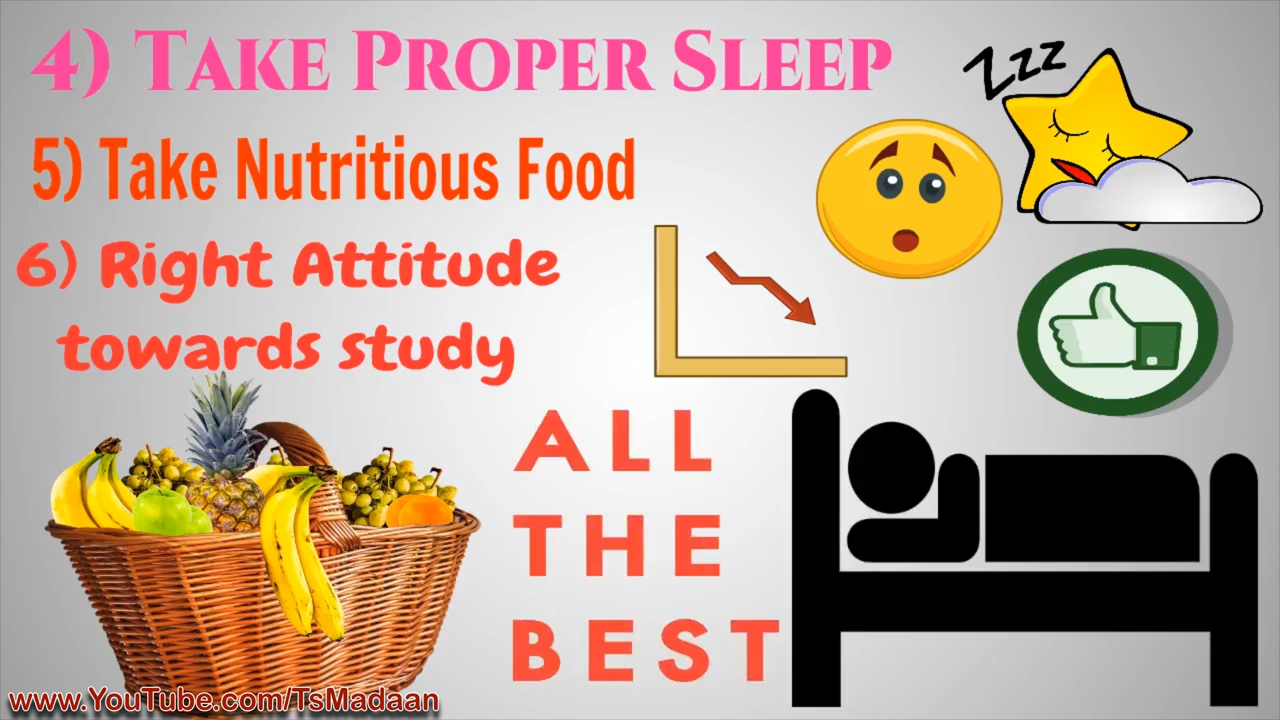 4) TAKE PROPER SLEEP
Zzz
5) Take Nutritious Food
6) Right Attitude
towards study
ALL
THE
BEST
www.YouTube.com/TsMadaan